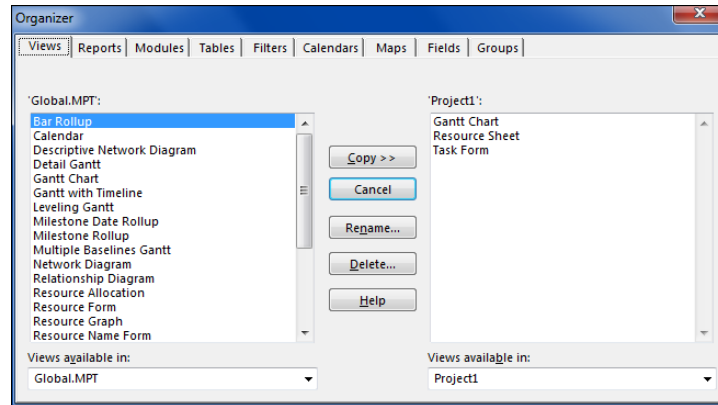 Organizer
Views Reports Modules Tables Filters Calendars Maps Fields Groups
'Global.MPT':
Bar Rollup
Calendar
Descriptive Network Diagram
Detail Gantt
Gantt Chart
Gantt with Timeline
Leveling Gantt
Milestone Date Rollup
Milestone Rollup
Multiple Baselines Gantt
Network Diagram
Relationship Diagram
Resource Allocation
Resource Form
Resource Graph
Resource Name Form
Copy >>
Cancel
Rename...
Delete...
Help
'Project1':
Gantt Chart
Resource Sheet
Task Form
Views available in:
Global.MPT
Views available in:
Project1